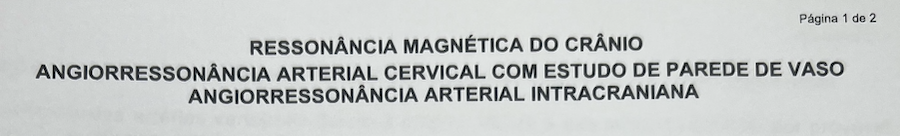 Página 1 de 2
RESSONÂNCIA MAGNÉTICA DO CRÂNIO
ANGIORRESSONÂNCIA ARTERIAL CERVICAL COM ESTUDO DE PAREDE DE VASO
ANGIORRESSONÂNCIA ARTERIAL INTRACRANIANA